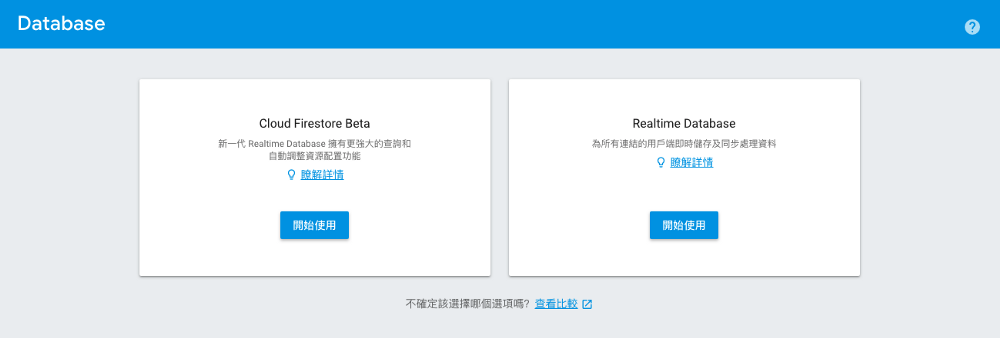 Database
Cloud Firestore Beta
新一代 Realtime Database 擁有更強大的查詢和
自動調整資源配置功能
瞭解詳情
開始使用
Realtime Database
為所有連結的用戶端即時儲存及同步處理資料
瞭解詳情
開始使用
不確定該選擇哪個選項嗎? 查看比較